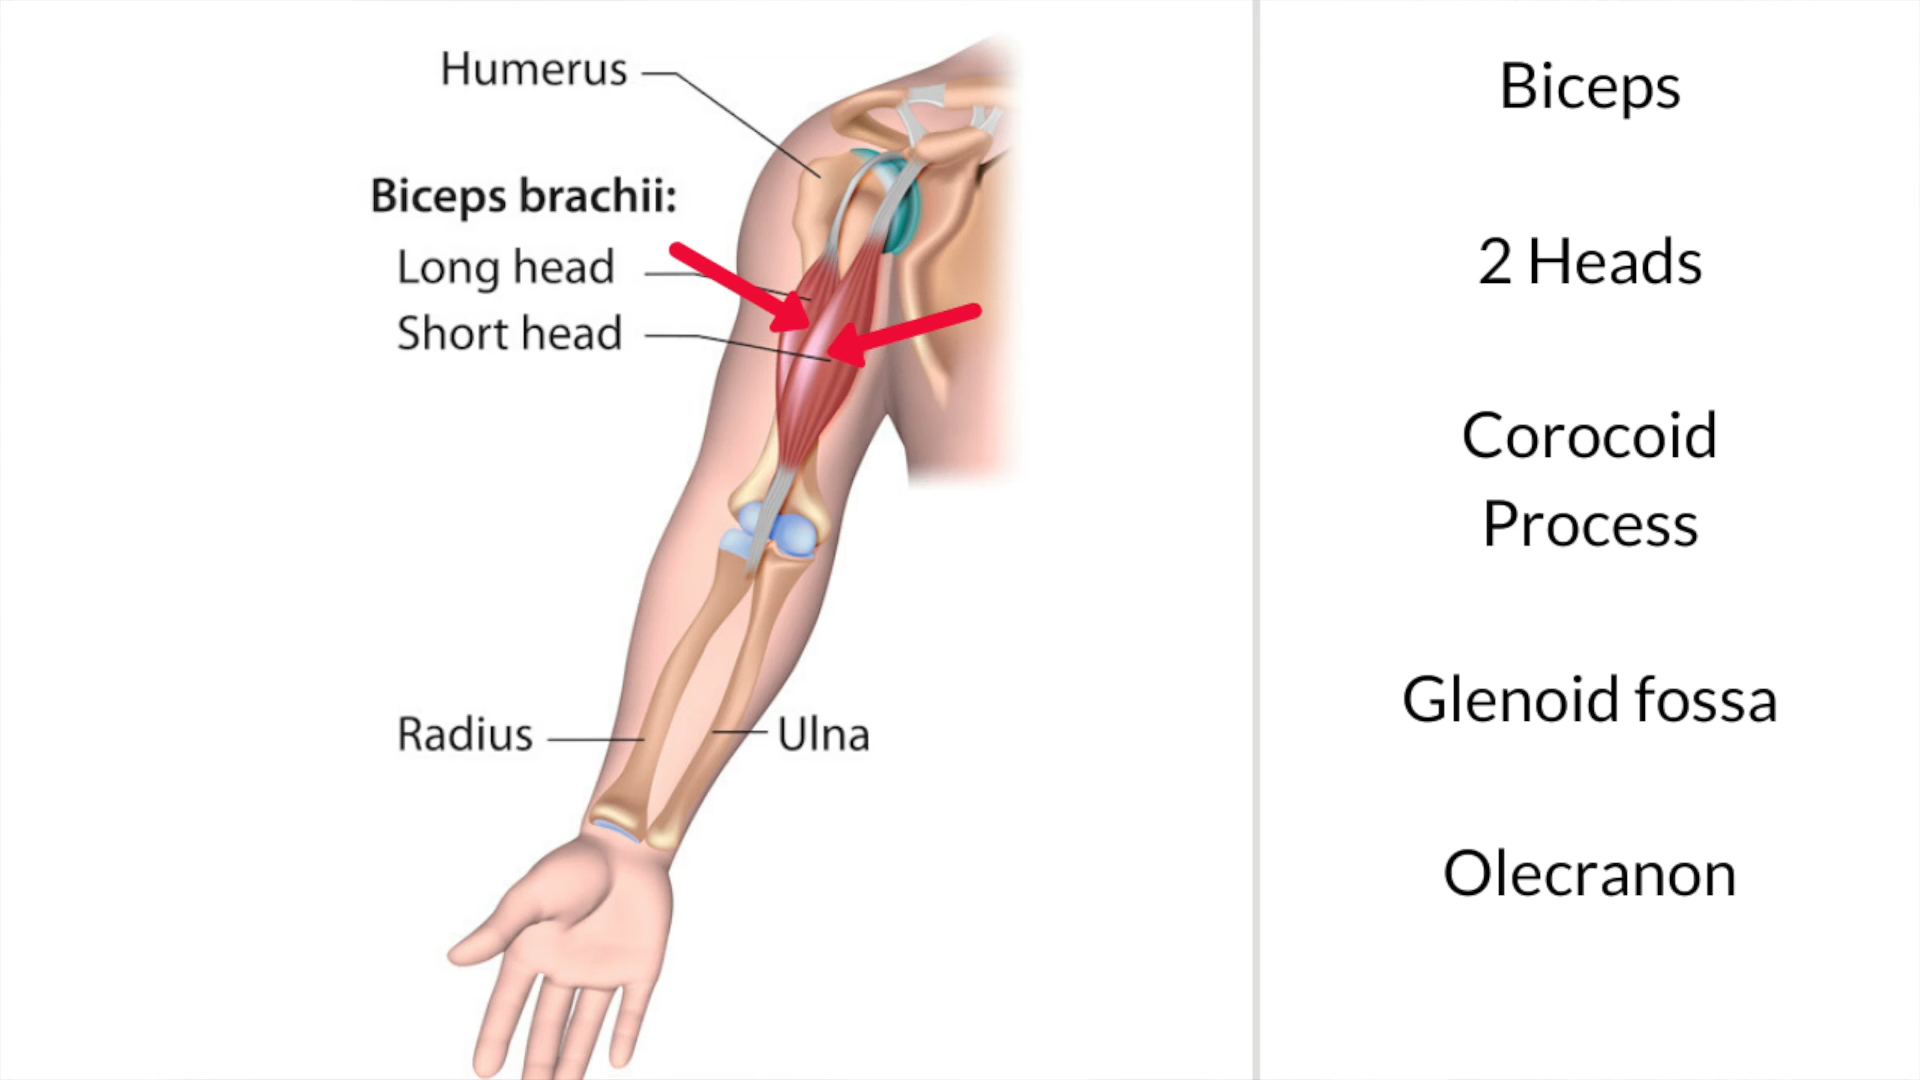 Humerus
Biceps brachii:
Long head
Short head
Radius
Ulna
Biceps
2 Heads
Corocoid
Process
Glenoid fossa
Olecranon